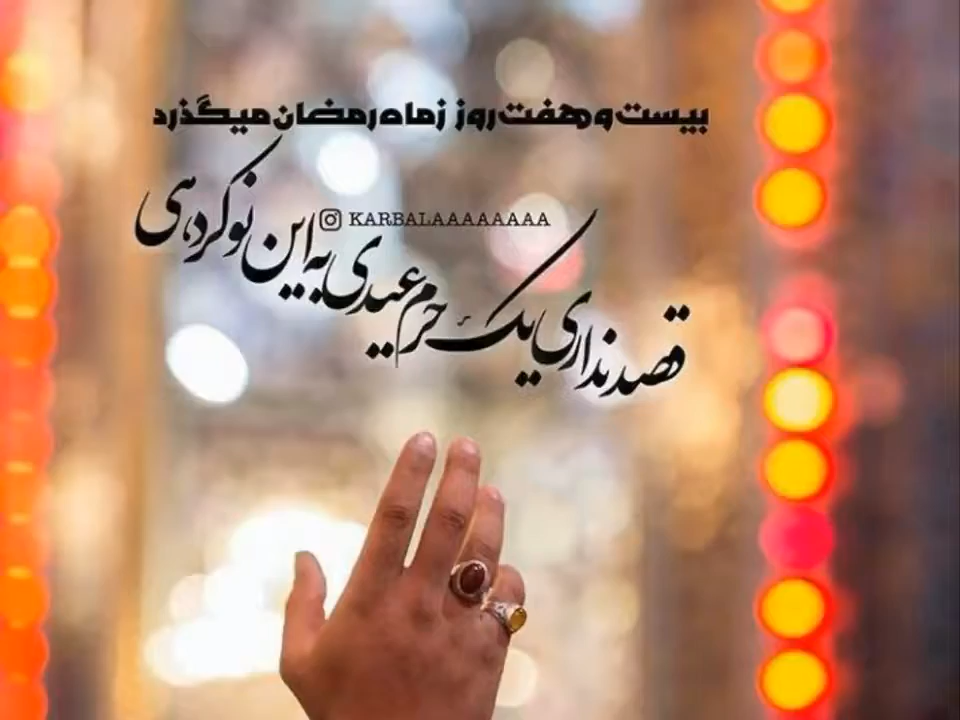 بیست و هفت روز ز ماه رمضان میگذرد
KARBALAAAAAAAA
قصد نداری یک حرم عیدی به این نوکر دهی